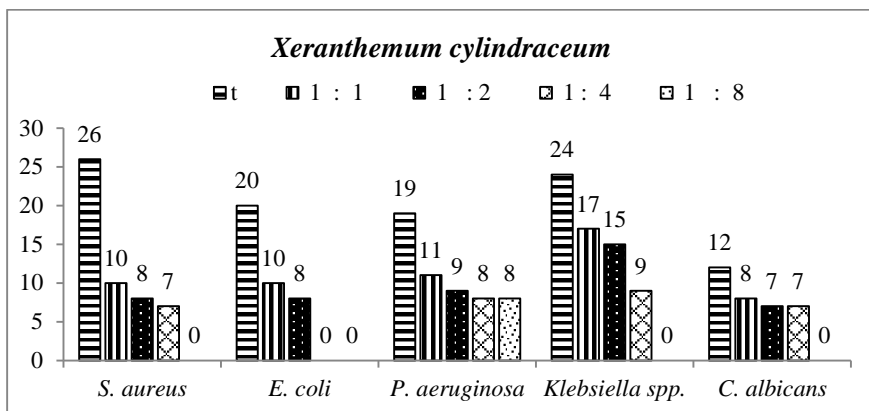 Xeranthemum cylindraceum
t 1 : 1 1 : 2 1 : 4 1 : 8
30
25
20
15
10
5
0
26 10 8 7 0
20 10 8 0 0
19 11 9 8 8
24 17 15 9 0
12 8 7 7 0
S. aureus E. coli P. aeruginosa Klebsiella spp. C. albicans